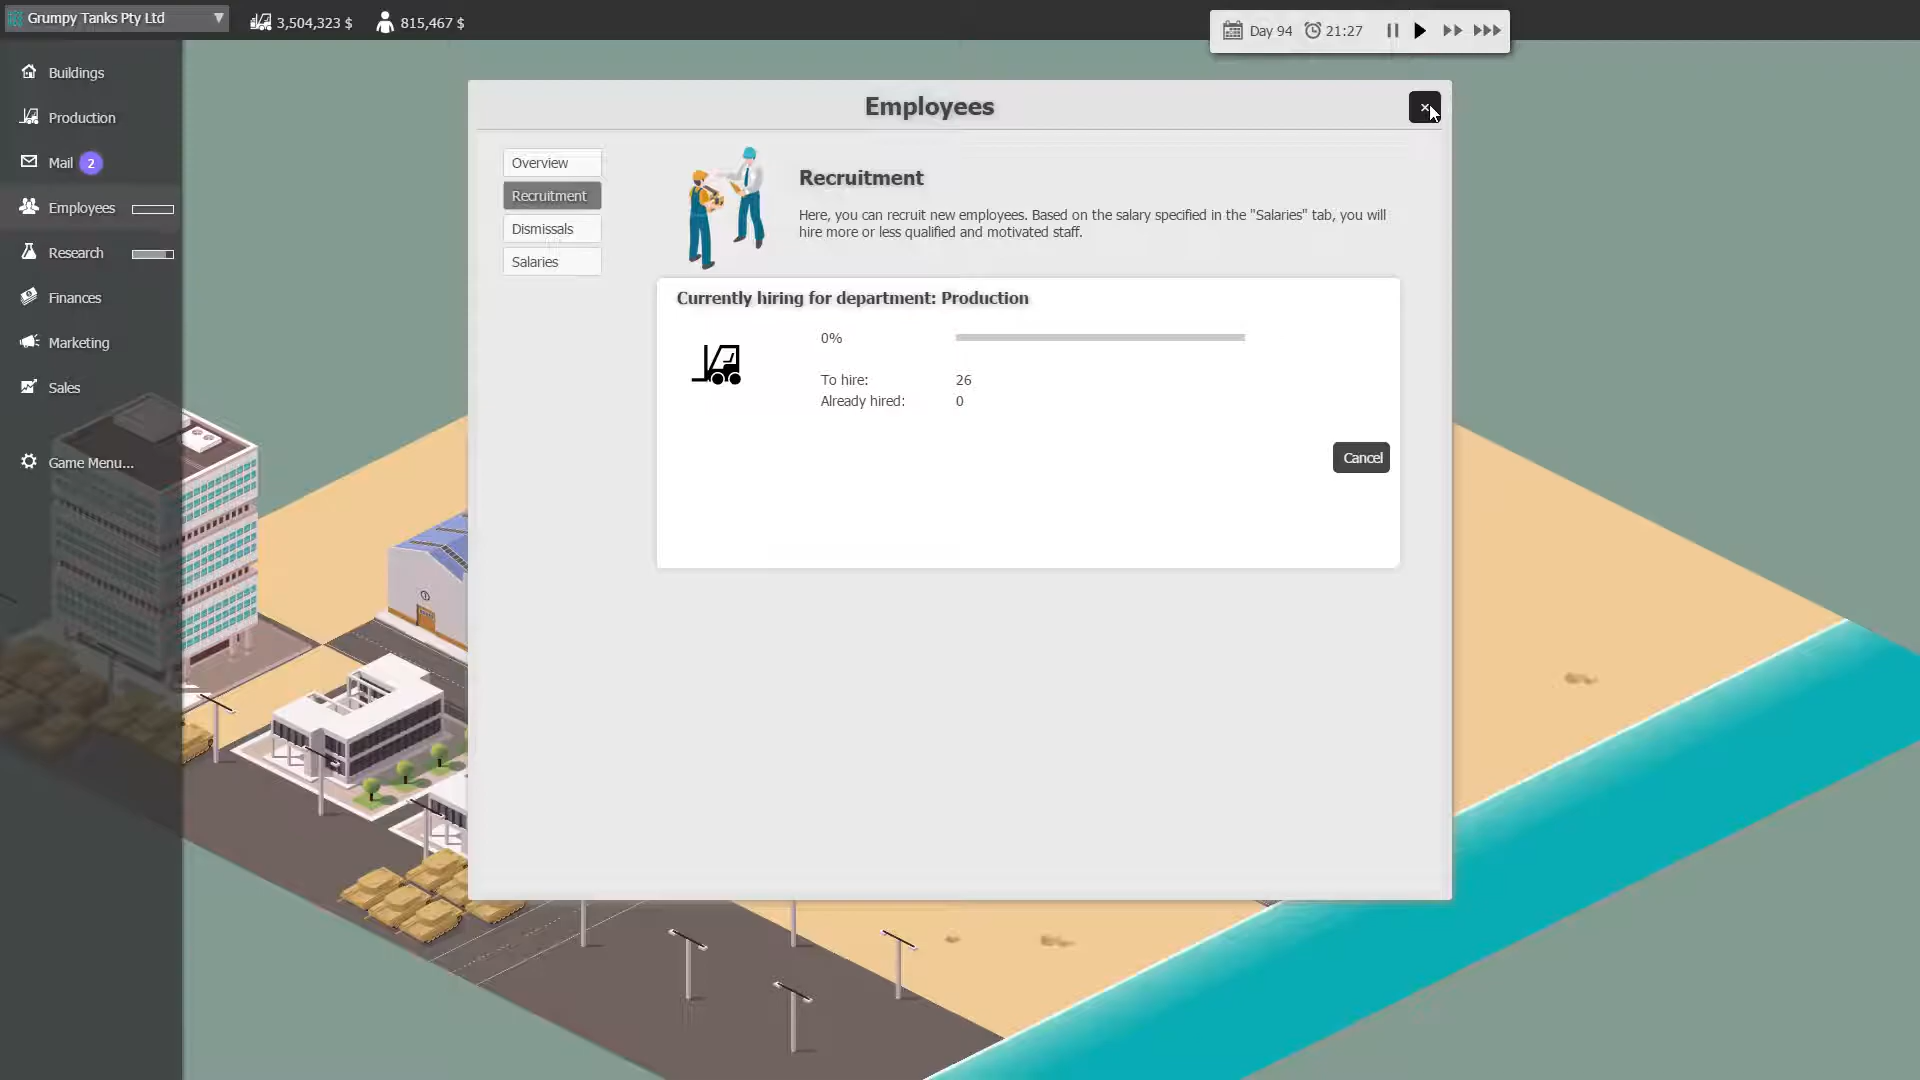 Grumpy Tanks Pty Ltd
3,504,323 $
815,467 $
Day 94
21:27
Buildings
Production
Mail 2
Employees
Research
Finances
Marketing
Sales
Game Menu...
Employees
Overview
Recruitment
Dismissals
Salaries
Recruitment
Here, you can recruit new employees. Based on the salary specified in the "Salaries" tab, you will
hire more or less qualified and motivated staff.
Currently hiring for department: Production
0%
To hire: 26
Already hired: 0
Cancel